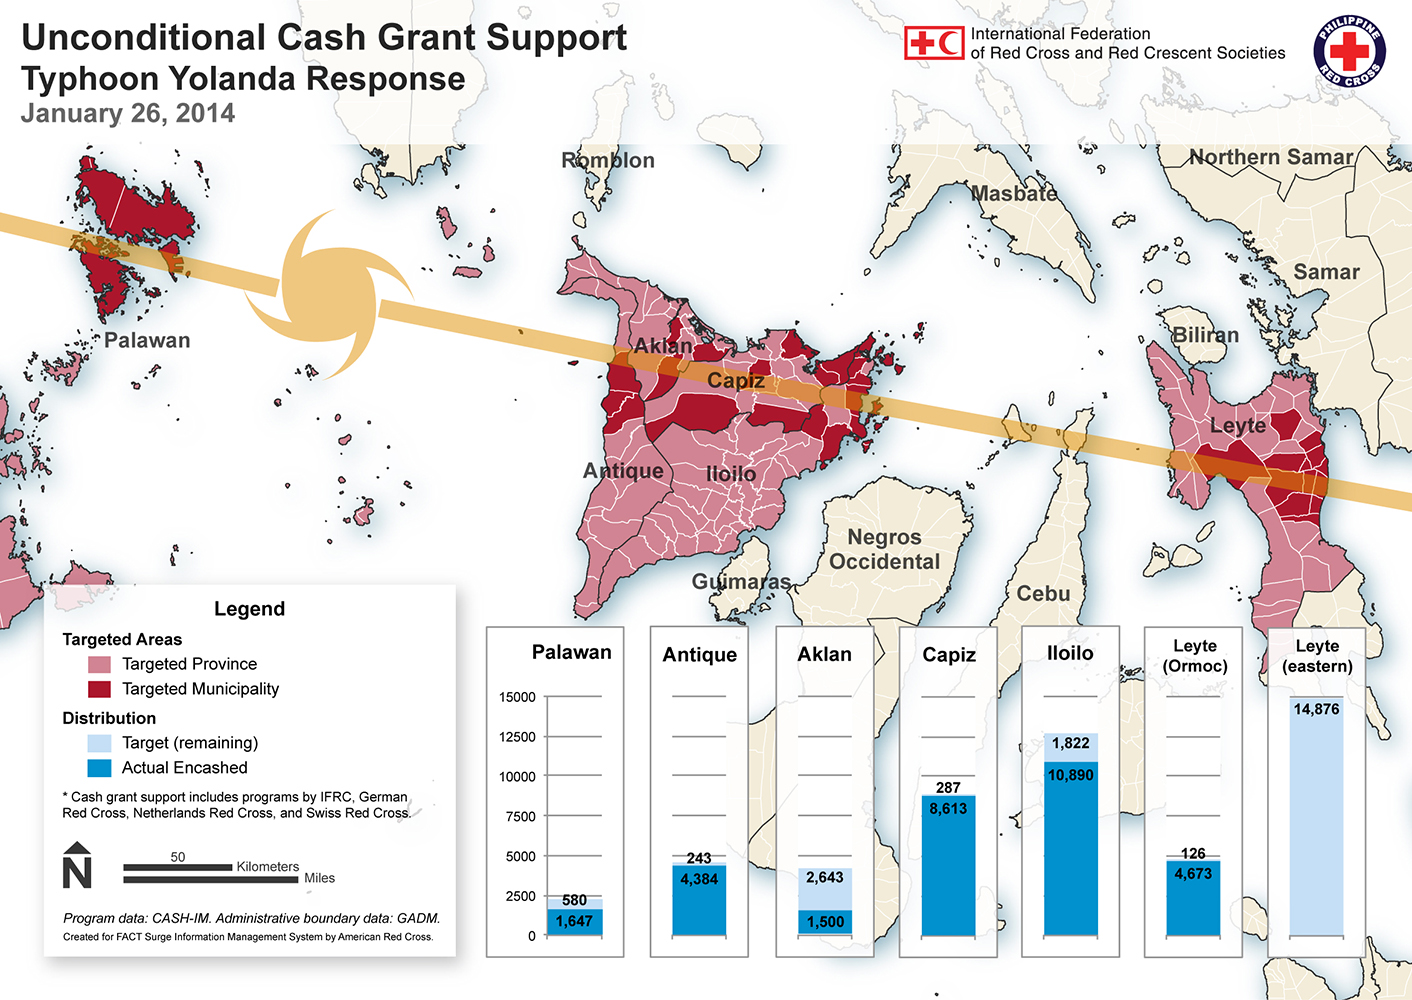 Unconditional Cash Grant Support
Typhoon Yolanda Response
January 26, 2014
International Federation
of Red Cross and Red Crescent Societies
PHILIPPINE
RED CROSS
Romblon
Masbate
Northern Samar
Samar
Biliran
Palawan
Aklan
Capiz
Leyte
Antique
Iloilo
Negros
Occidental
Guimaras
Cebu
Legend
Targeted Areas
Targeted Province
Targeted Municipality
Distribution
Target (remaining)
Actual Encashed
* Cash grant support includes programs by IFRC, German
Red Cross, Netherlands Red Cross, and Swiss Red Cross.
N
50
Kilometers
Miles
Program data: CASH-IM. Administrative boundary data: GADM.
Created for FACT Surge Information Management System by American Red Cross.
Palawan
15000
12500
10000
7500
5000
2500
0
580
1,647
Antique
243
4,384
Aklan
2,643
1,500
Capiz
287
8,613
Iloilo
1,822
10,890
Leyte
(Ormoc)
126
4,673
Leyte
(eastern)
14,876